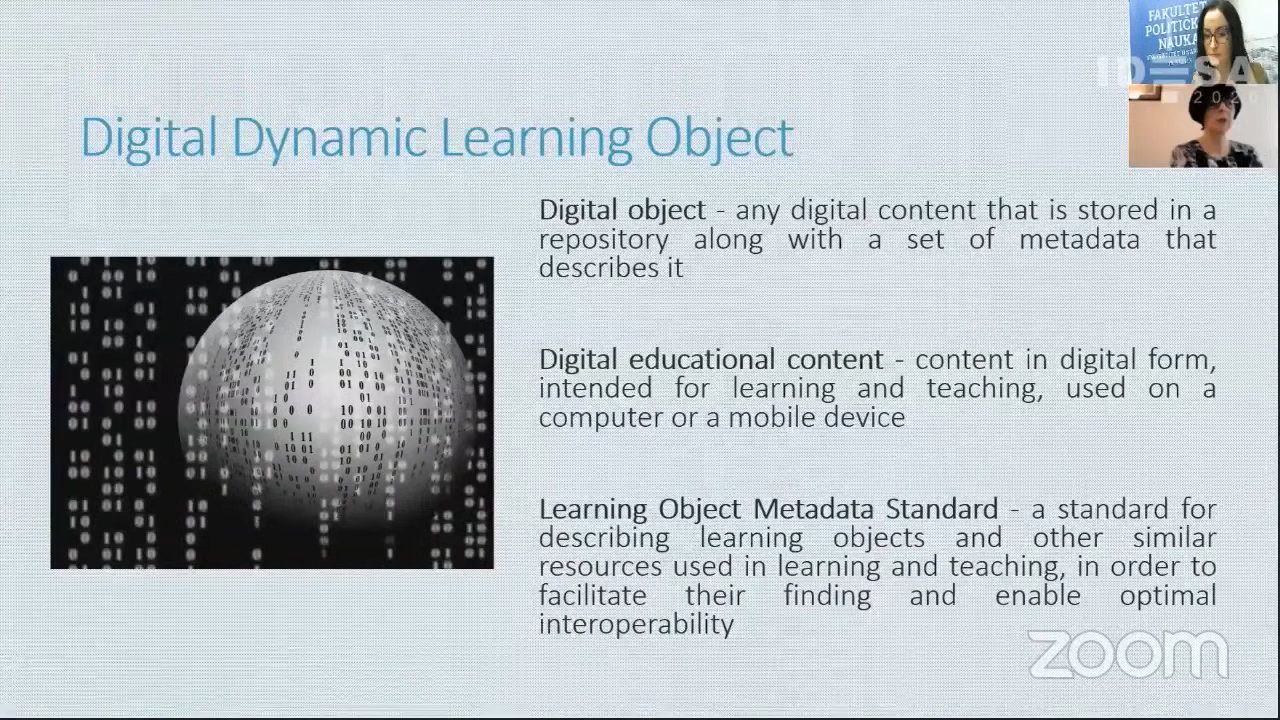 FAKULTET
POLITIČKIH
NAUKA
IDESA
2020
Digital Dynamic Learning Object
Digital object - any digital content that is stored in a
repository along with a set of metadata that
describes it
Digital educational content - content in digital form,
intended for learning and teaching, used on a
computer or a mobile device
Learning Object Metadata Standard - a standard for
describing learning objects and other similar
resources used in learning and teaching, in order to
facilitate their finding and enable optimal
interoperability
zoom